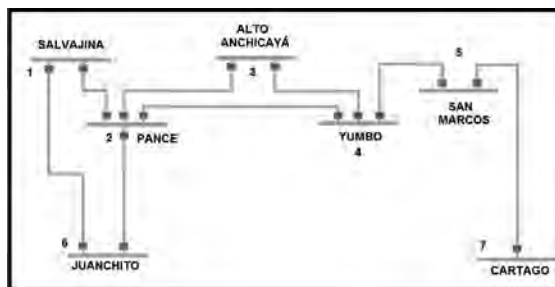 SALVAJINA
1
ALTO
ANCHICAYÁ
3
5
SAN
MARCOS
2
PANCE
YUMBO
4
6
JUANCHITO
7
CARTAGO